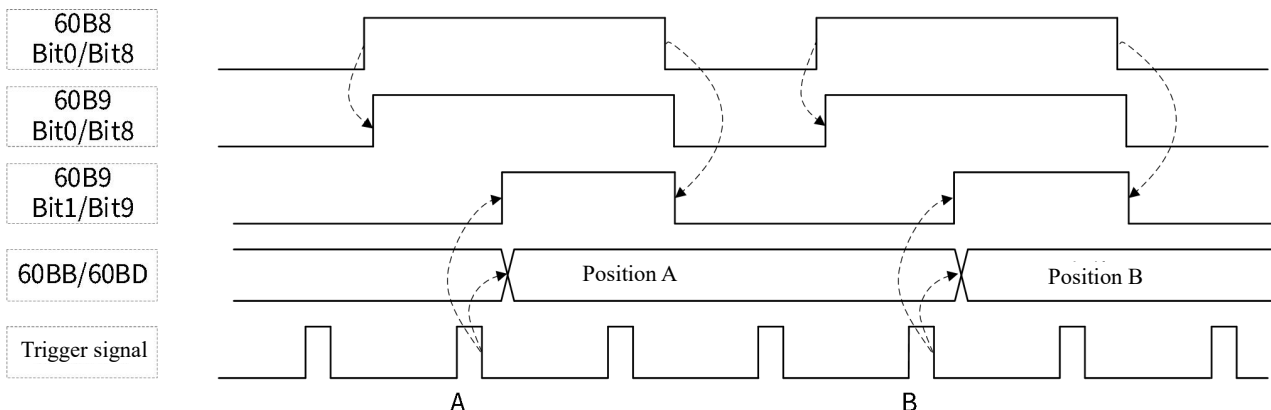 60B8
Bit0/Bit8
60B9
Bit0/Bit8
60B9
Bit1/Bit9
60BB/60BD
Position A
Position B
Trigger signal
A
B